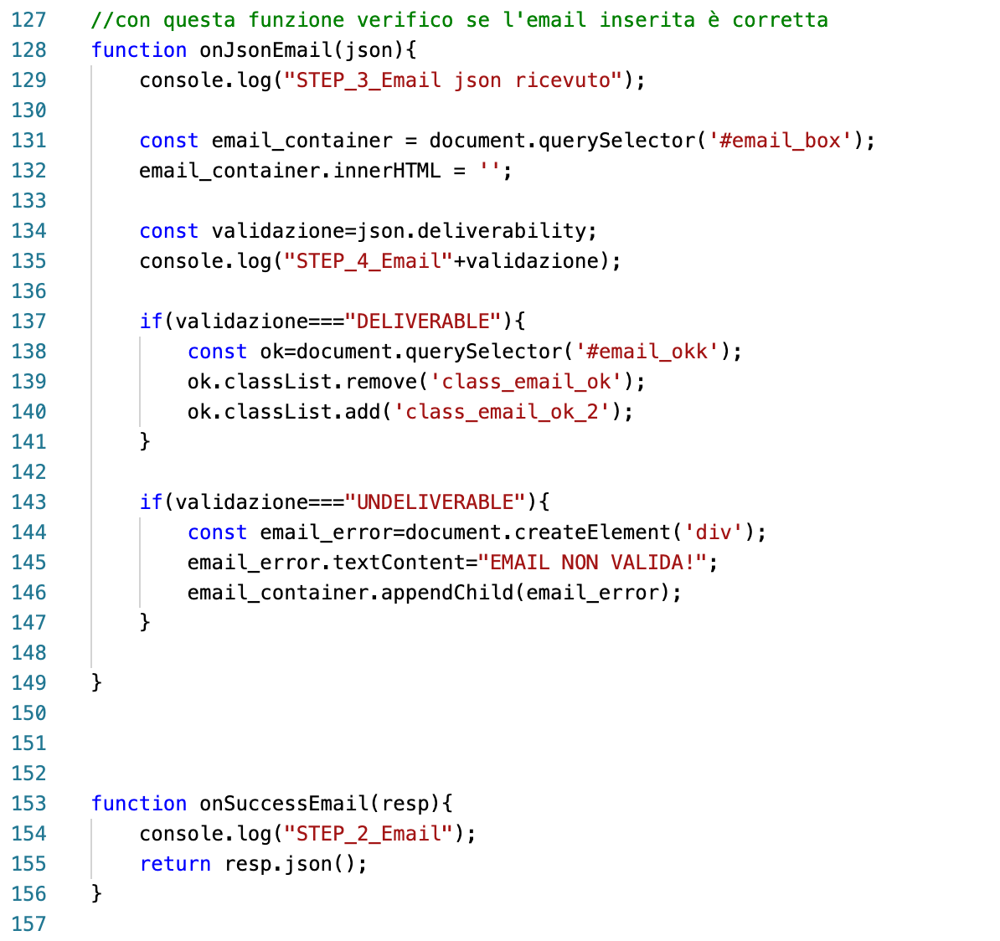 127 //con questa funzione verifico se l'email inserita è corretta
128 function onJsonEmail(json){
129     console.log("STEP_3_Email json ricevuto");
130
131     const email_container = document.querySelector('#email_box');
132     email_container.innerHTML = '';
133
134     const validazione=json.deliverability;
135     console.log("STEP_4_Email"+validazione);
136
137     if(validazione==="DELIVERABLE"){
138         const ok=document.querySelector('#email_okk');
139         ok.classList.remove('class_email_ok');
140         ok.classList.add('class_email_ok_2');
141     }
142
143     if(validazione==="UNDELIVERABLE"){
144         const email_error=document.createElement('div');
145         email_error.textContent="EMAIL NON VALIDA!";
146         email_container.appendChild(email_error);
147     }
148
149 }
150
151
152
153 function onSuccessEmail(resp){
154     console.log("STEP_2_Email");
155     return resp.json();
156 }
157